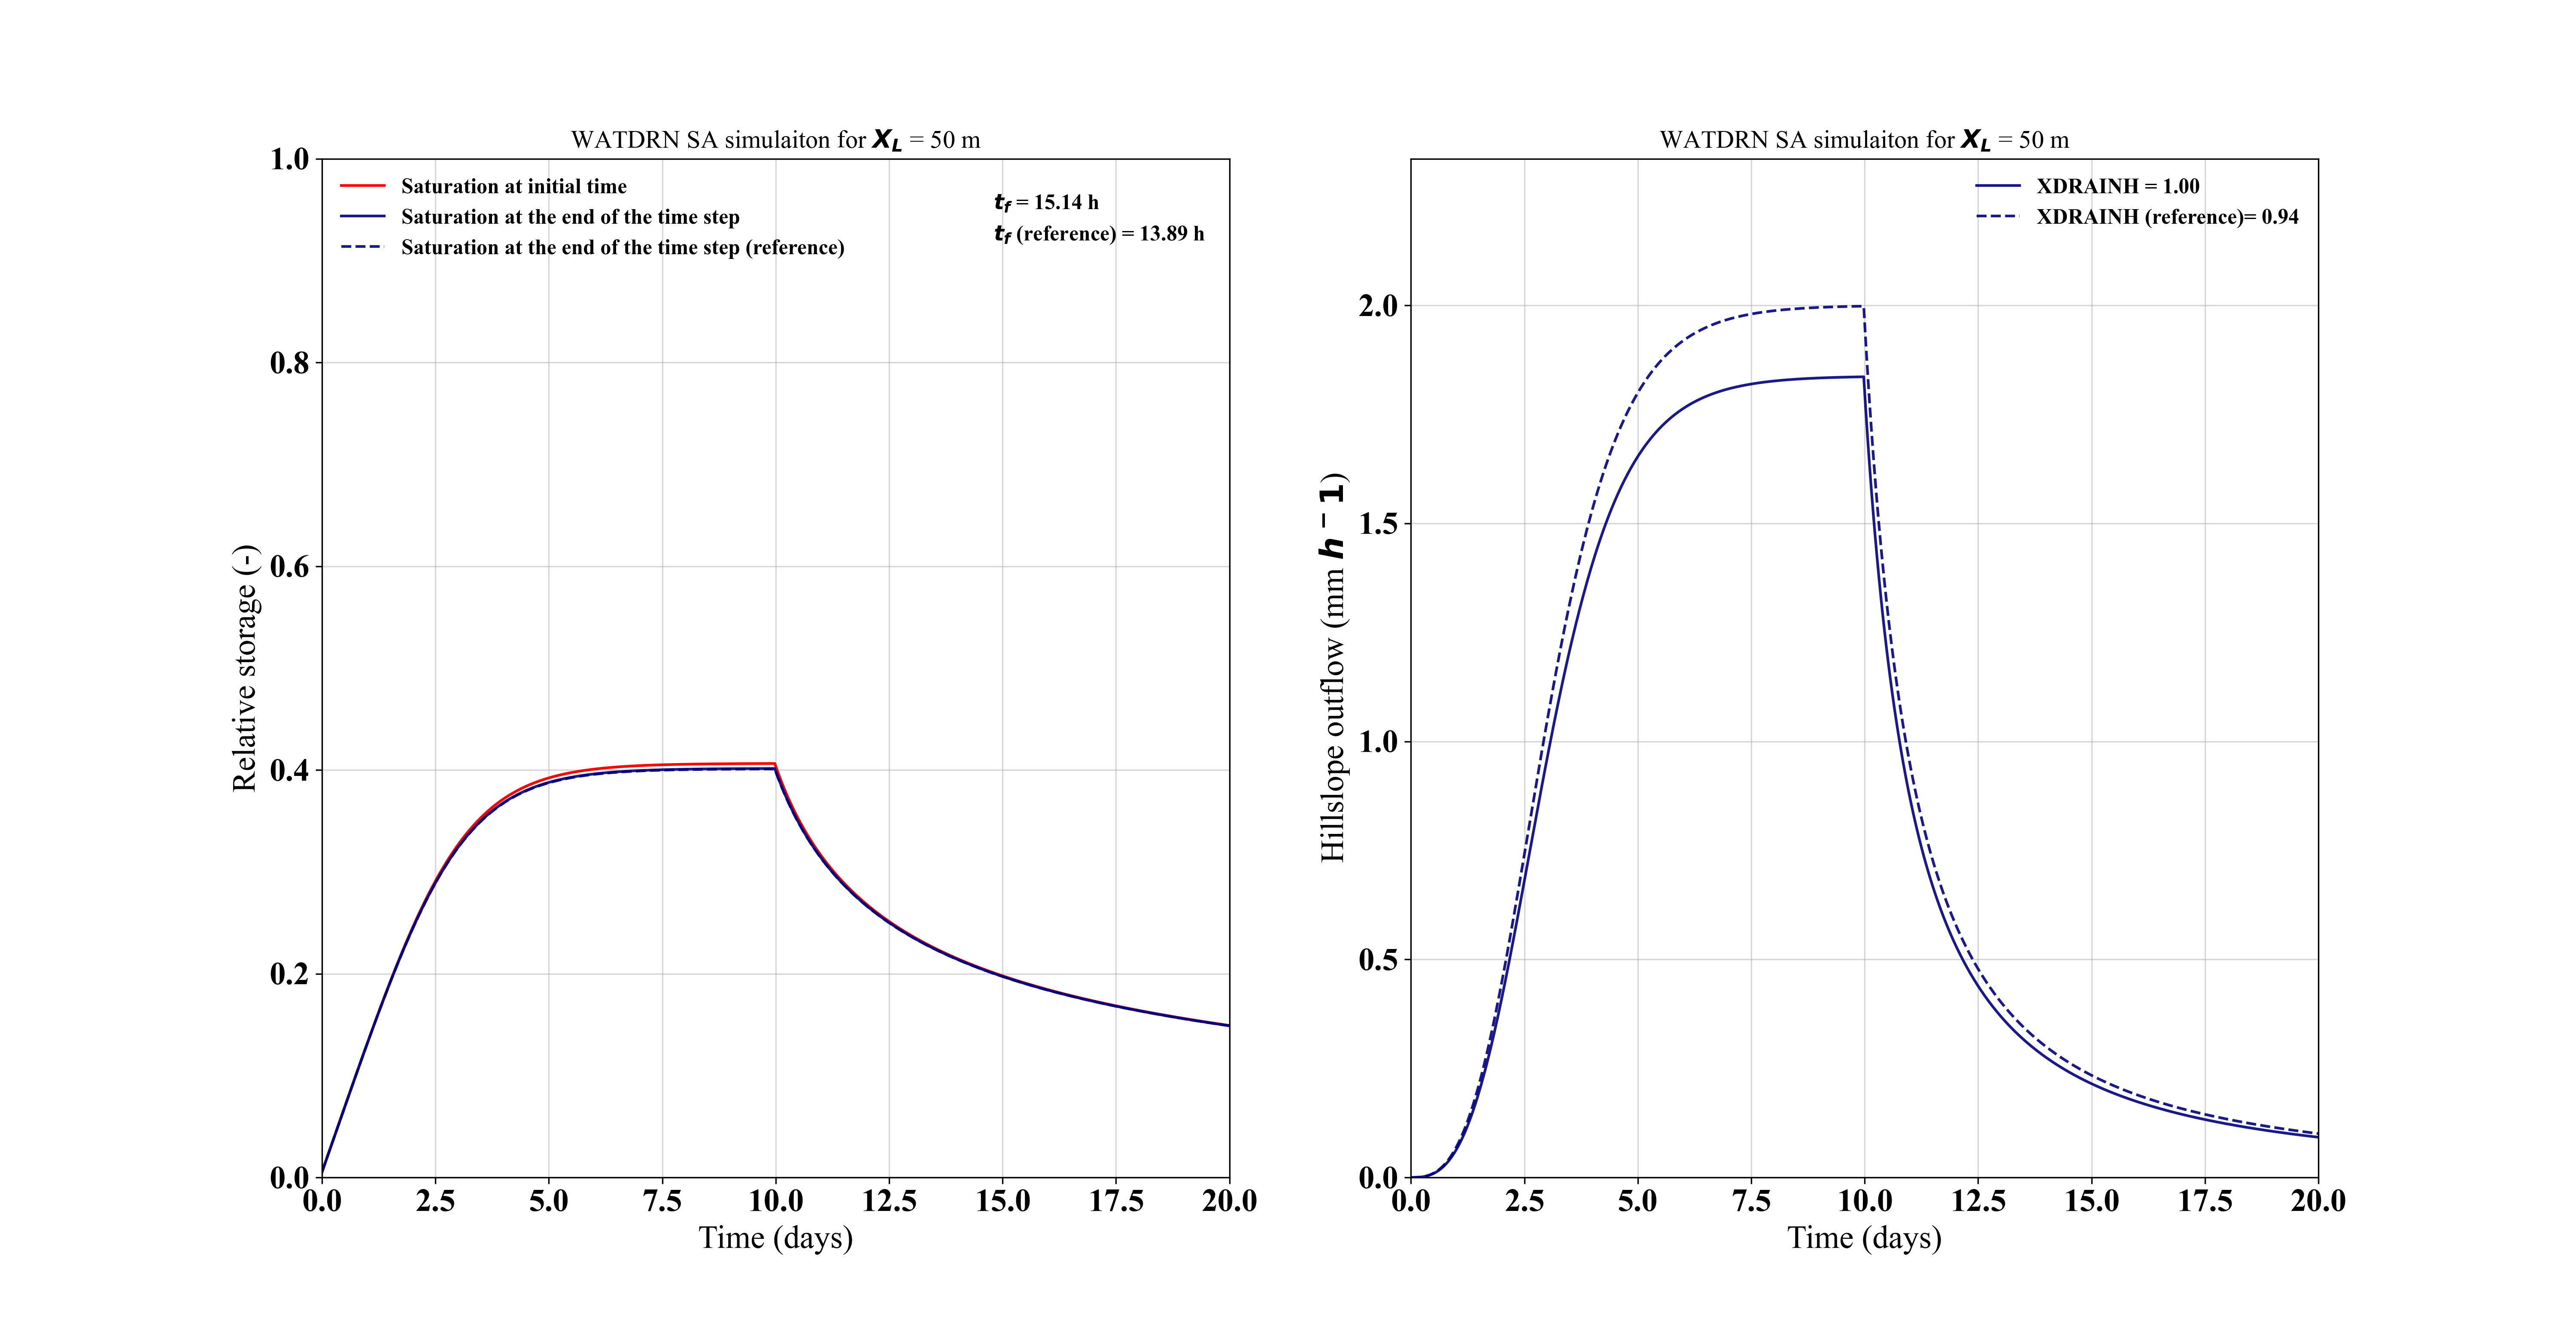 WATDRN SA simulaiton for X_L = 50 m
Saturation at initial time
Saturation at the end of the time step
Saturation at the end of the time step (reference)
t_f = 15.14 h
t_f (reference) = 13.89 h
Relative storage (-)
1.0
0.8
0.6
0.4
0.2
0.0
0.0 2.5 5.0 7.5 10.0 12.5 15.0 17.5 20.0
Time (days)
WATDRN SA simulaiton for X_L = 50 m
XDRAINH = 1.00
XDRAINH (reference)= 0.94
Hillslope outflow (mm h⁻1)
2.0
1.5
1.0
0.5
0.0
0.0 2.5 5.0 7.5 10.0 12.5 15.0 17.5 20.0
Time (days)